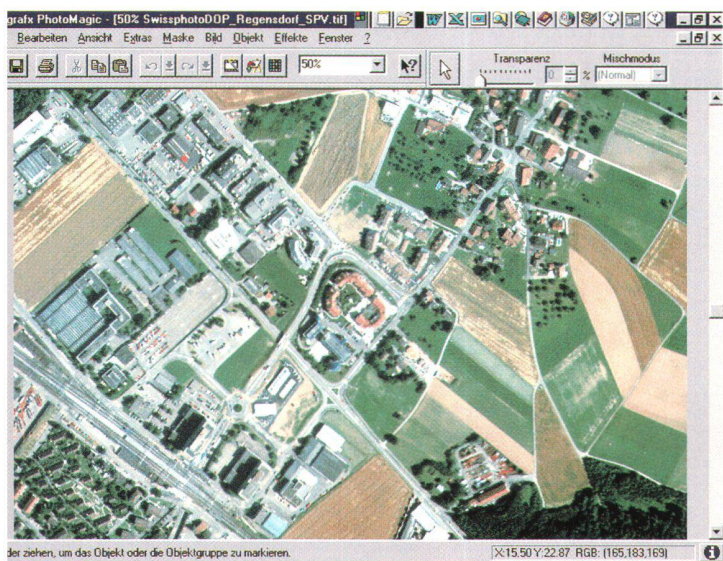 grafx PhotoMagic - [50% SwissphotoDOP_Regensdorf_SPV.tif]
Bearbeiten Ansicht Extras Maske Bild Objekt Effekte Fenster ?
50%
Transparenz
0 %
Mischmodus
(Normal)
der ziehen, um das Objekt oder die Objektgruppe zu markieren.
X:15.50 Y:22.87 RGB: (165,183,169)